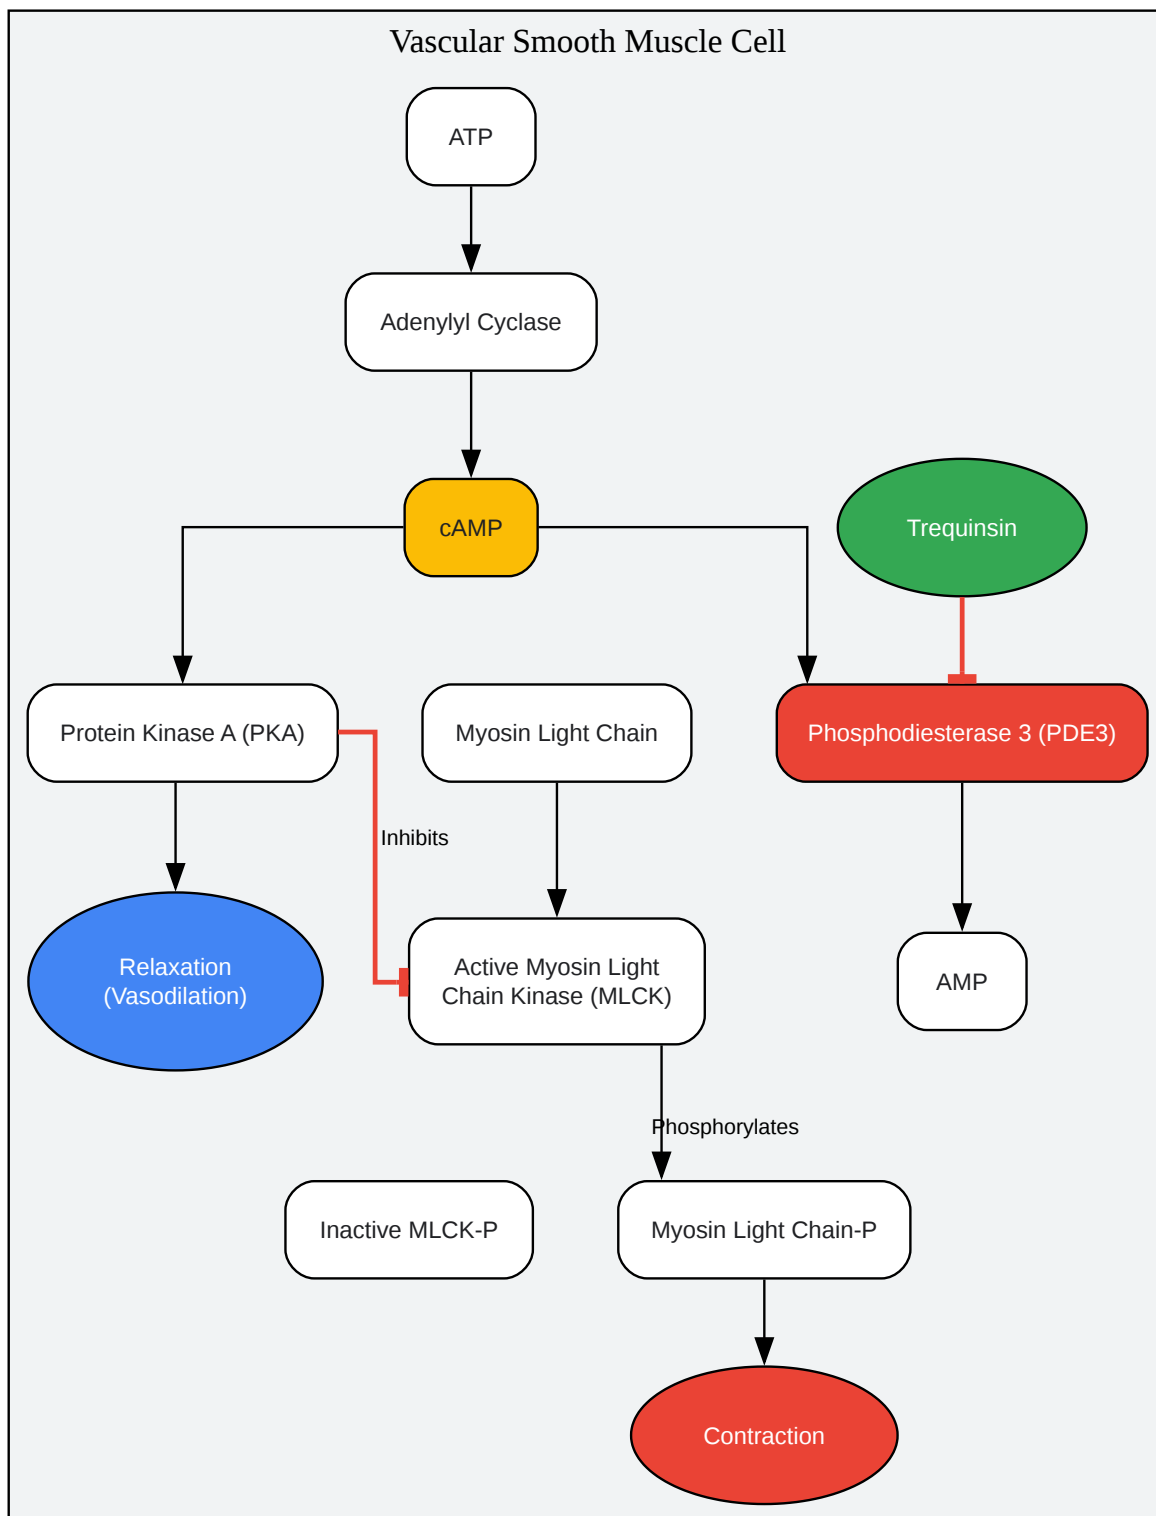 Vascular Smooth Muscle Cell
ATP
Adenylyl Cyclase
cAMP
Trequinsin
Protein Kinase A (PKA)
Myosin Light Chain
Phosphodiesterase 3 (PDE3)
Inhibits
Relaxation
(Vasodilation)
Active Myosin Light
Chain Kinase (MLCK)
AMP
Phosphorylates
Inactive MLCK-P
Myosin Light Chain-P
Contraction